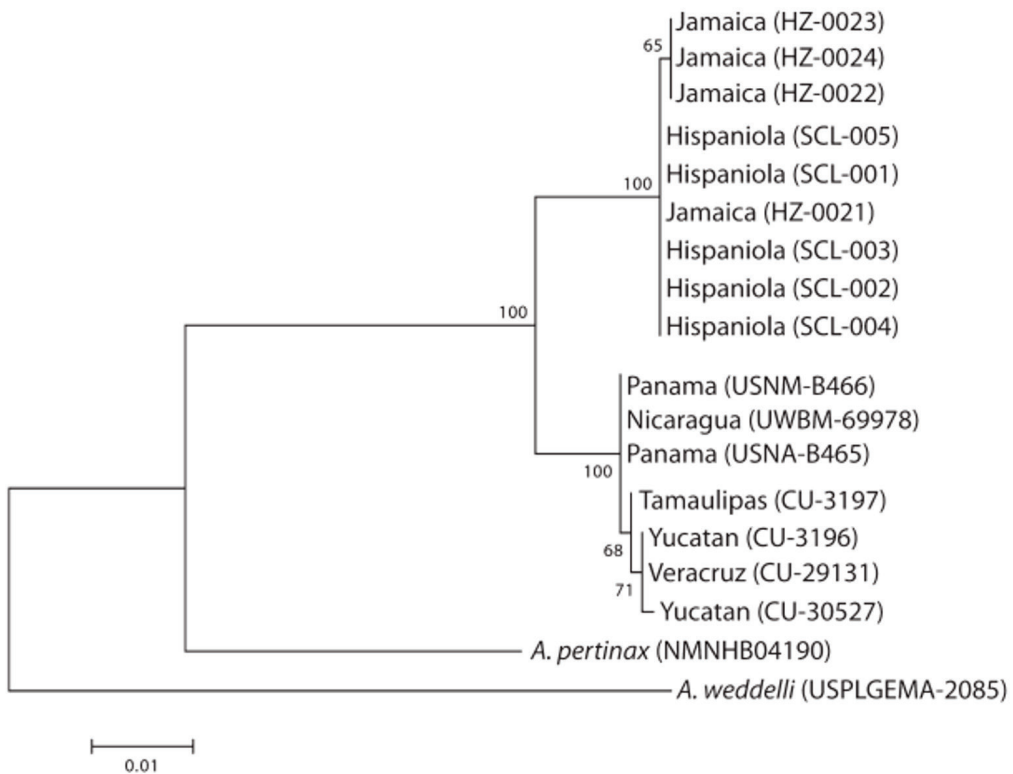 Jamaica (HZ-0023)
65
Jamaica (HZ-0024)
Jamaica (HZ-0022)
Hispaniola (SCL-005)
Hispaniola (SCL-001)
100
Jamaica (HZ-0021)
Hispaniola (SCL-003)
Hispaniola (SCL-002)
100
Hispaniola (SCL-004)
Panama (USNM-B466)
Nicaragua (UWBM-69978)
Panama (USNA-B465)
100
Tamaulipas (CU-3197)
Yucatan (CU-3196)
68
Veracruz (CU-29131)
71
Yucatan (CU-30527)
A. pertinax (NMNHB04190)
A. weddelli (USPLGEMA-2085)
0.01